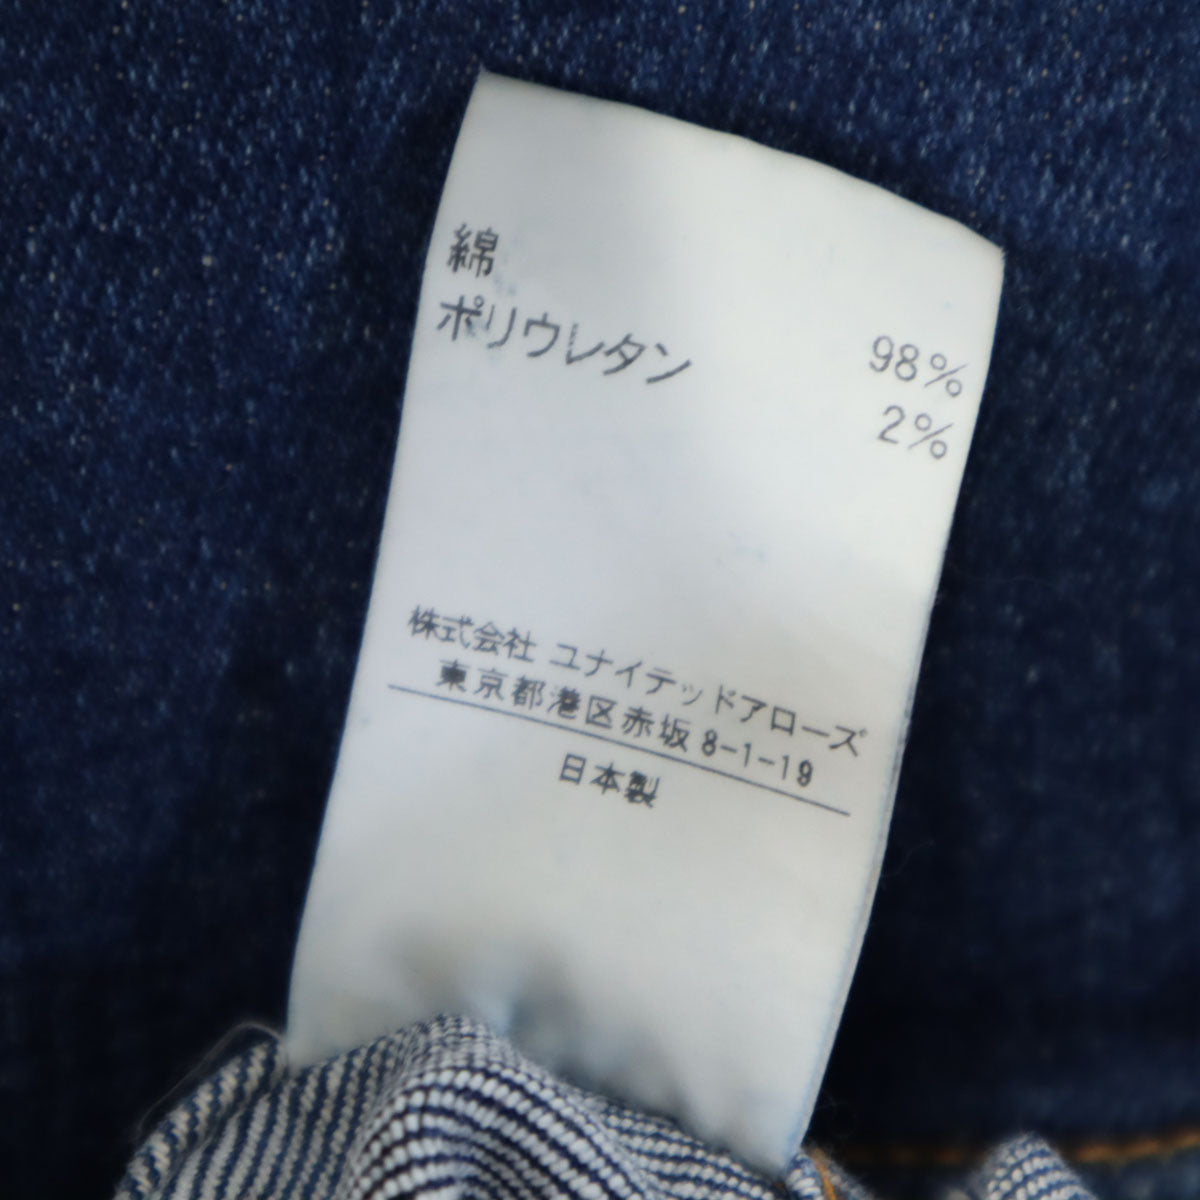 綿 98%
ポリウレタン 2%
株式会社 ユナイテッドアローズ
東京都港区赤坂 8-1-19
日本製